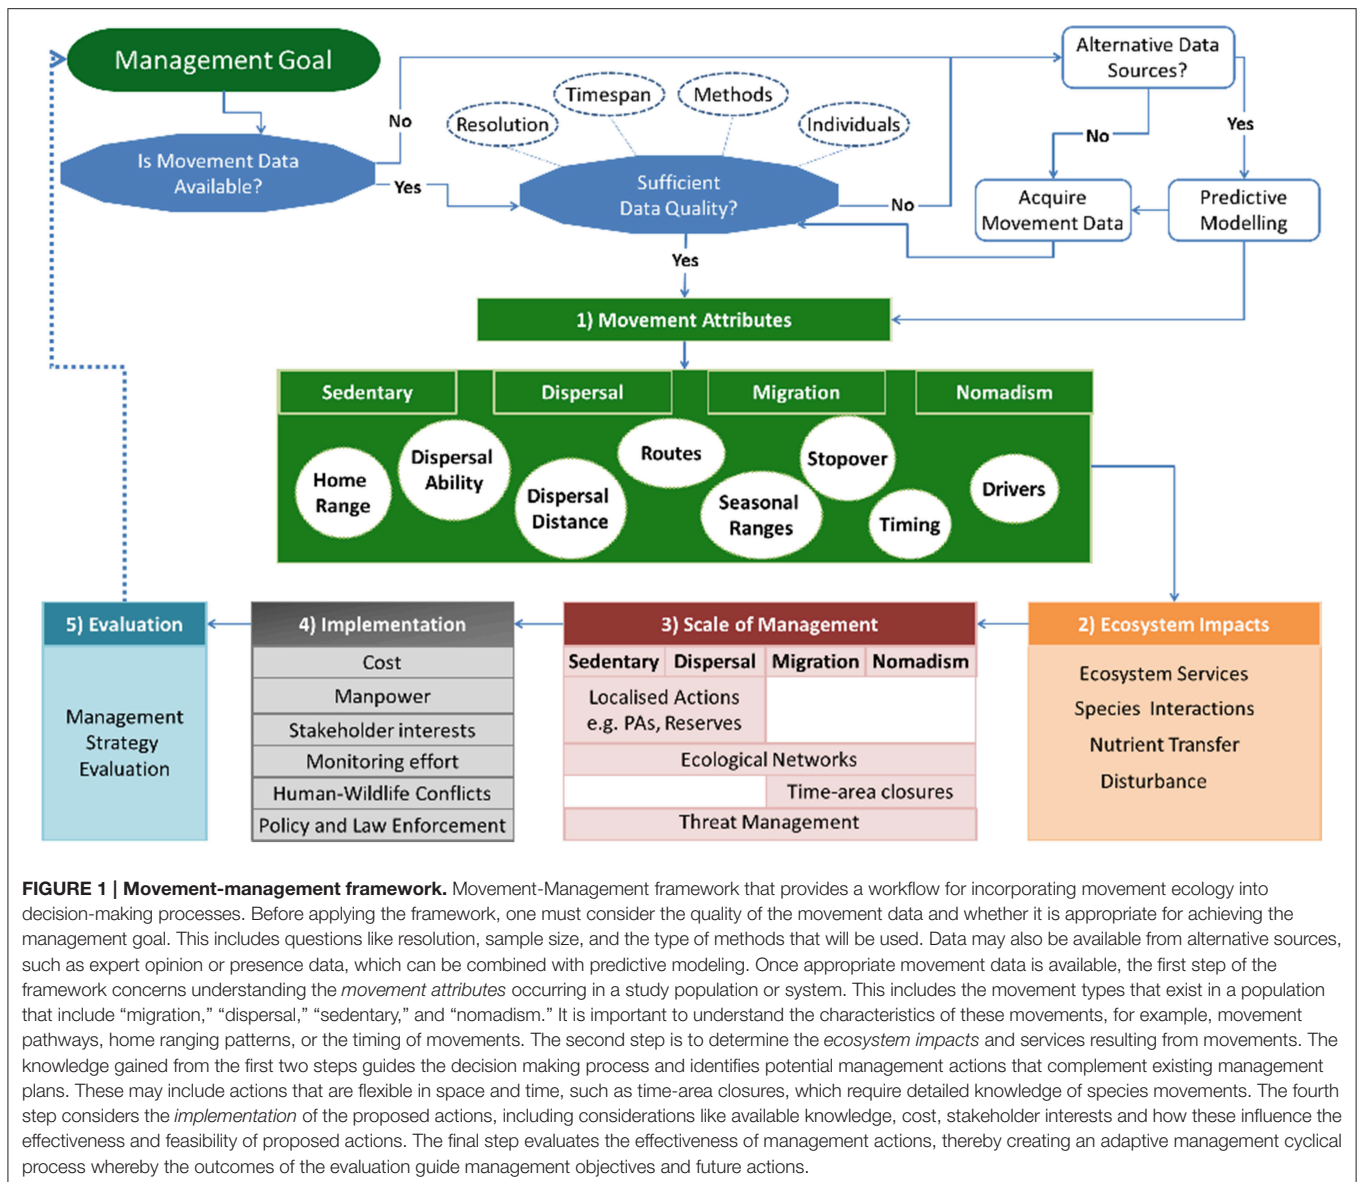 Management Goal
Alternative Data
Sources?
Timespan
Methods
Resolution
Individuals
No
Is Movement Data
Available?
Yes
Sufficient
Data Quality?
No
No
Yes
Acquire
Movement Data
Predictive
Modelling
Yes
1) Movement Attributes
Sedentary
Dispersal
Migration
Nomadism
Home
Range
Dispersal
Ability
Dispersal
Distance
Routes
Seasonal
Ranges
Stopover
Timing
Drivers
5) Evaluation
Management
Strategy
Evaluation
4) Implementation
Cost
Manpower
Stakeholder interests
Monitoring effort
Human-Wildlife Conflicts
Policy and Law Enforcement
3) Scale of Management
Sedentary Dispersal Migration Nomadism
Localised Actions
e.g. PAs, Reserves
Ecological Networks
Time-area closures
Threat Management
2) Ecosystem Impacts
Ecosystem Services
Species Interactions
Nutrient Transfer
Disturbance
FIGURE 1 | Movement-management framework. Movement-Management framework that provides a workflow for incorporating movement ecology into
decision-making processes. Before applying the framework, one must consider the quality of the movement data and whether it is appropriate for achieving the
management goal. This includes questions like resolution, sample size, and the type of methods that will be used. Data may also be available from alternative sources,
such as expert opinion or presence data, which can be combined with predictive modeling. Once appropriate movement data is available, the first step of the
framework concerns understanding the movement attributes occurring in a study population or system. This includes the movement types that exist in a population
that include “migration,” “dispersal,” “sedentary,” and “nomadism.” It is important to understand the characteristics of these movements, for example, movement
pathways, home ranging patterns, or the timing of movements. The second step is to determine the ecosystem impacts and services resulting from movements. The
knowledge gained from the first two steps guides the decision making process and identifies potential management actions that complement existing management
plans. These may include actions that are flexible in space and time, such as time-area closures, which require detailed knowledge of species movements. The fourth
step considers the implementation of the proposed actions, including considerations like available knowledge, cost, stakeholder interests and how these influence the
effectiveness and feasibility of proposed actions. The final step evaluates the effectiveness of management actions, thereby creating an adaptive management cyclical
process whereby the outcomes of the evaluation guide management objectives and future actions.